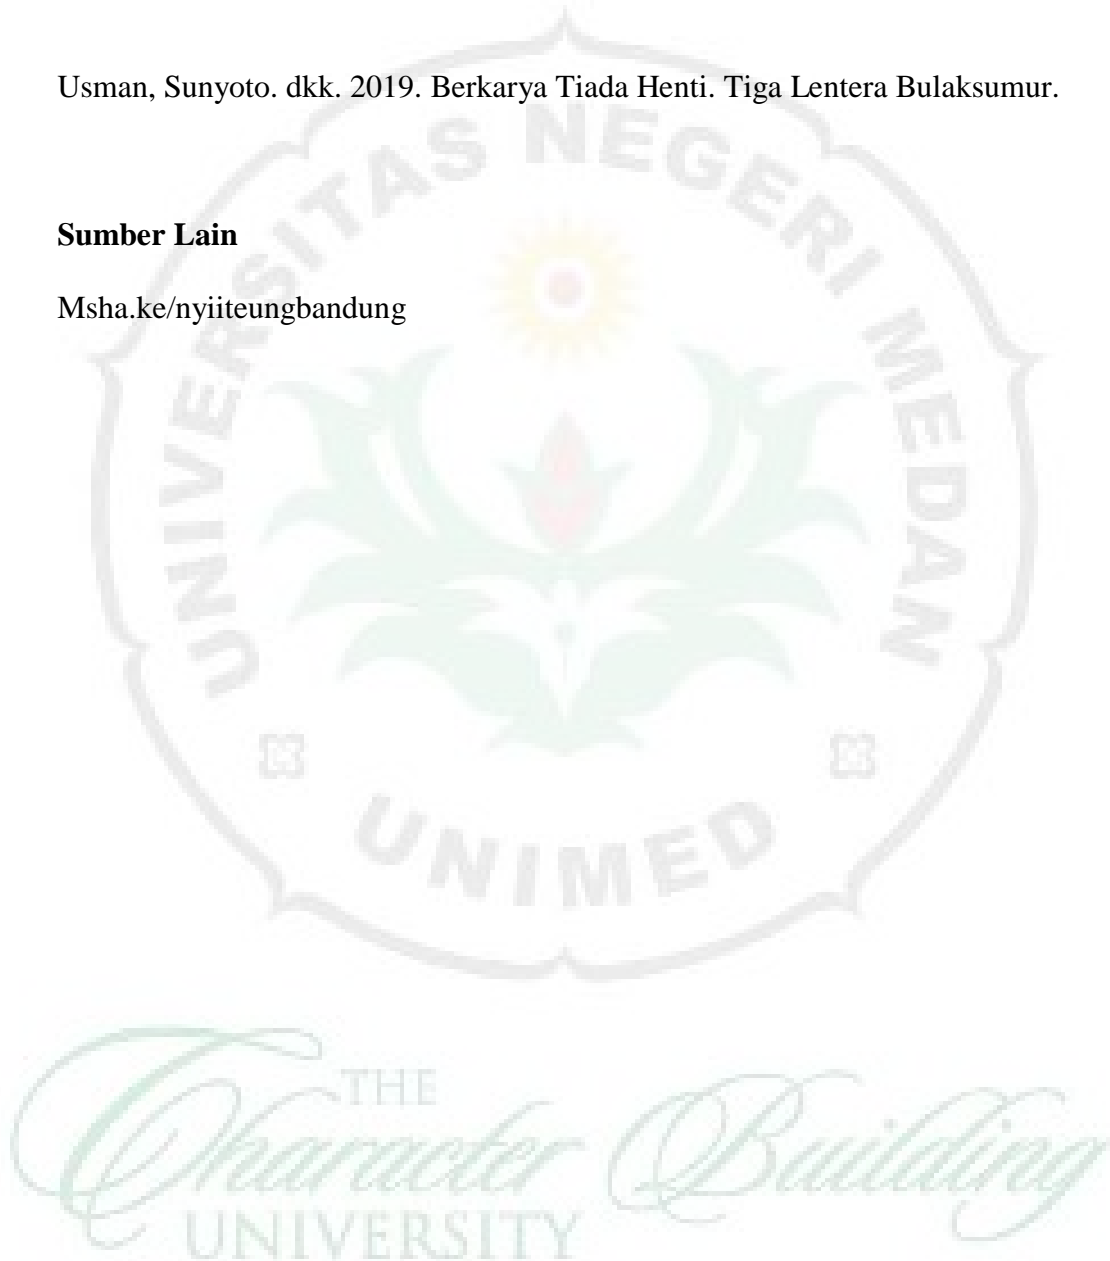 Usman, Sunyoto. dkk. 2019. Berkarya Tiada Henti. Tiga Lentera Bulaksumur.
Sumber Lain
Msha.ke/nyiiteungbandung
UNIVERSITAS NEGERI MEDAN
UNIMED
THE
Character Building
UNIVERSITY